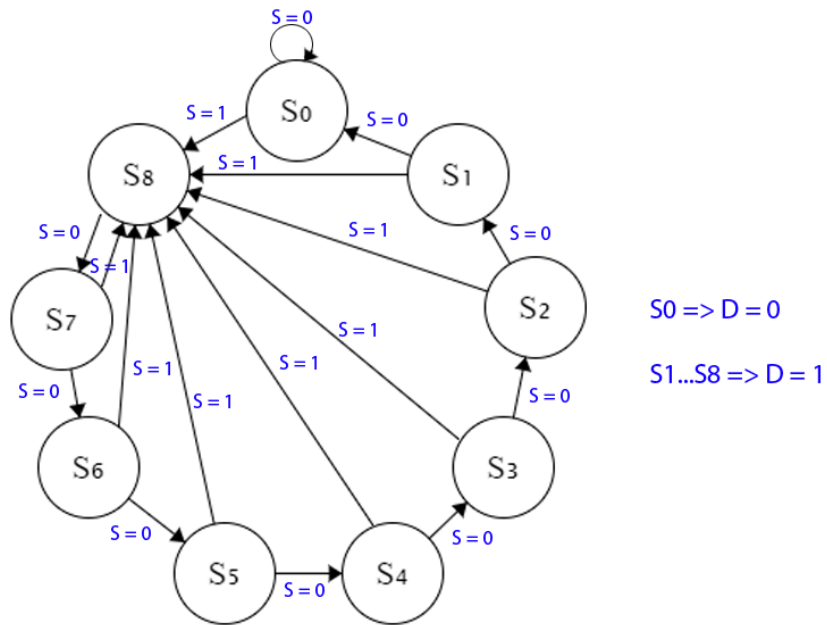 S = 0
S0
S = 1
S = 0
S8
S = 1
S1
S = 0
S = 1
S = 1
S = 0
S7
S2
S0 => D = 0
S = 1
S = 1
S = 1
S1...S8 => D = 1
S = 0
S = 1
S = 0
S6
S3
S = 0
S = 0
S5
S4
S = 0